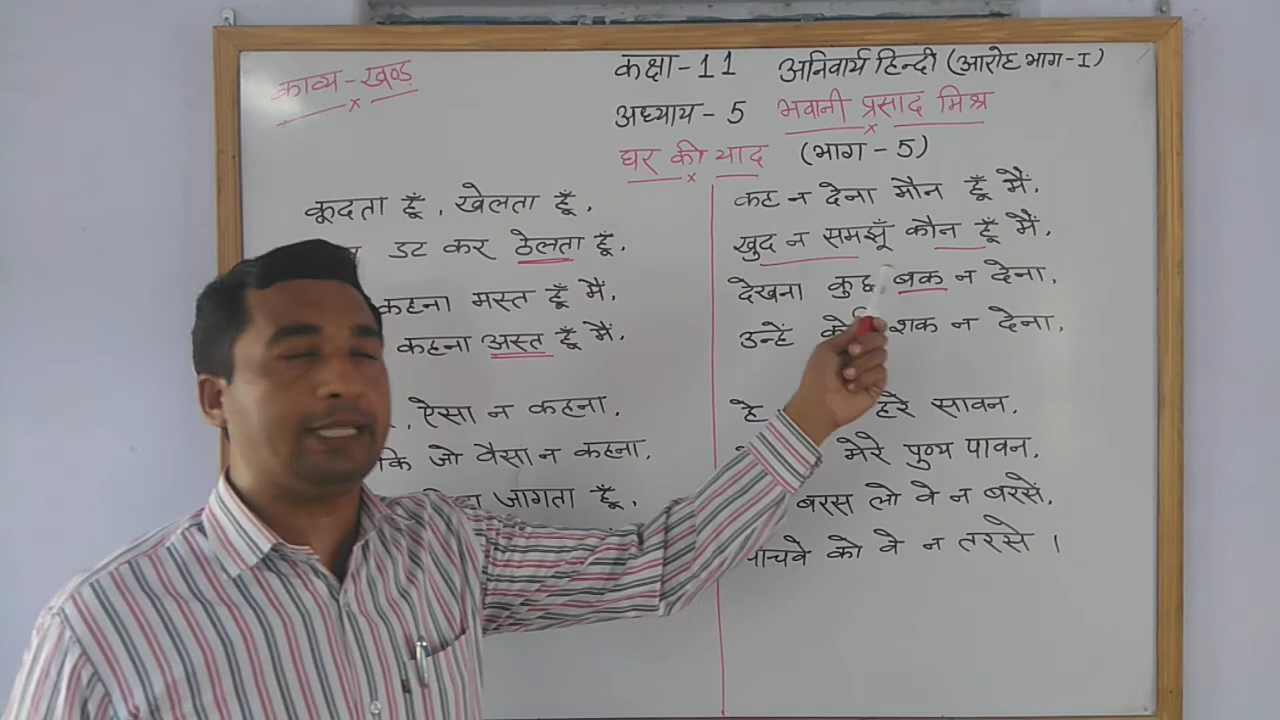 काव्य-खण्ड
कक्षा-11 अनिवार्य हिन्दी (आरोह भाग-I)
अध्याय-5 भवानी प्रसाद मिश्र
घर की याद (भाग-5)
कूदता हूँ, खेलता हूँ,
डट कर ठेलता हूँ,
कहना मस्त हूँ मैं,
कहना अस्त हूँ मैं,
ऐसा न कहना,
कि जो वैसा न कहना,
जागता हूँ,
कह न देना मौन हूँ मैं,
खुद न समझूँ कौन हूँ मैं,
देखना कुछ बक न देना,
उन्हें शक न देना,
हे हरे सावन,
मेरे पुण्य पावन,
बरस लो वे न बरसें,
पाचवे को वे न तरसे।